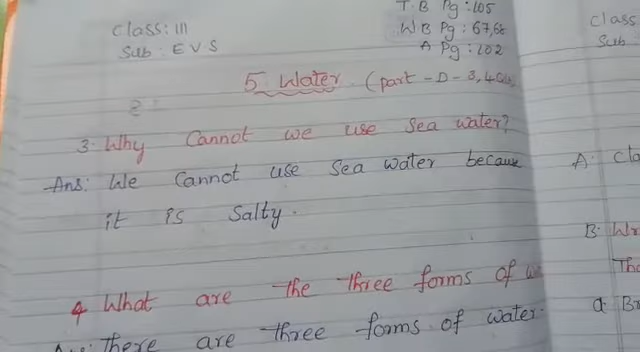 T.B Pg: 105
Class: III
W B Pg: 67,68
Sub: EVS
A Pg: 102
5 Water. (part - D - 3,4
3. Why Cannot we use Sea water?
Ans: We Cannot use Sea water because
it is Salty.
4 What are the three forms of
There are three forms of water.
Class
Sub:
A:
B:
a